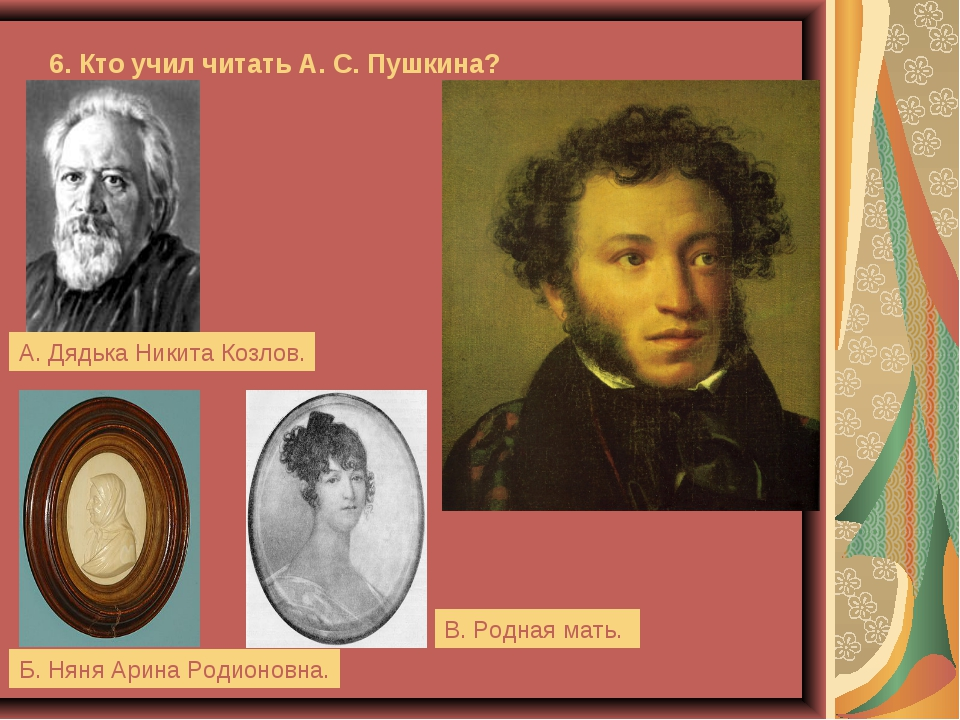 6. Кто учил читать А. С. Пушкина?
А. Дядька Никита Козлов.
В. Родная мать.
Б. Няня Арина Родионовна.